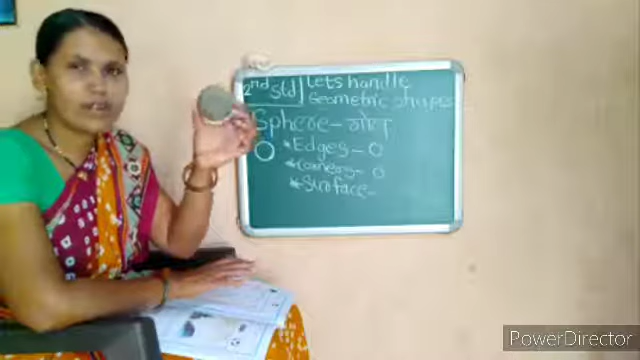 2nd Std Lets handle
Geometric shapes
Sphere - गोल
* Edges - 0
* Corners - 0
* Surface -
PowerDirector